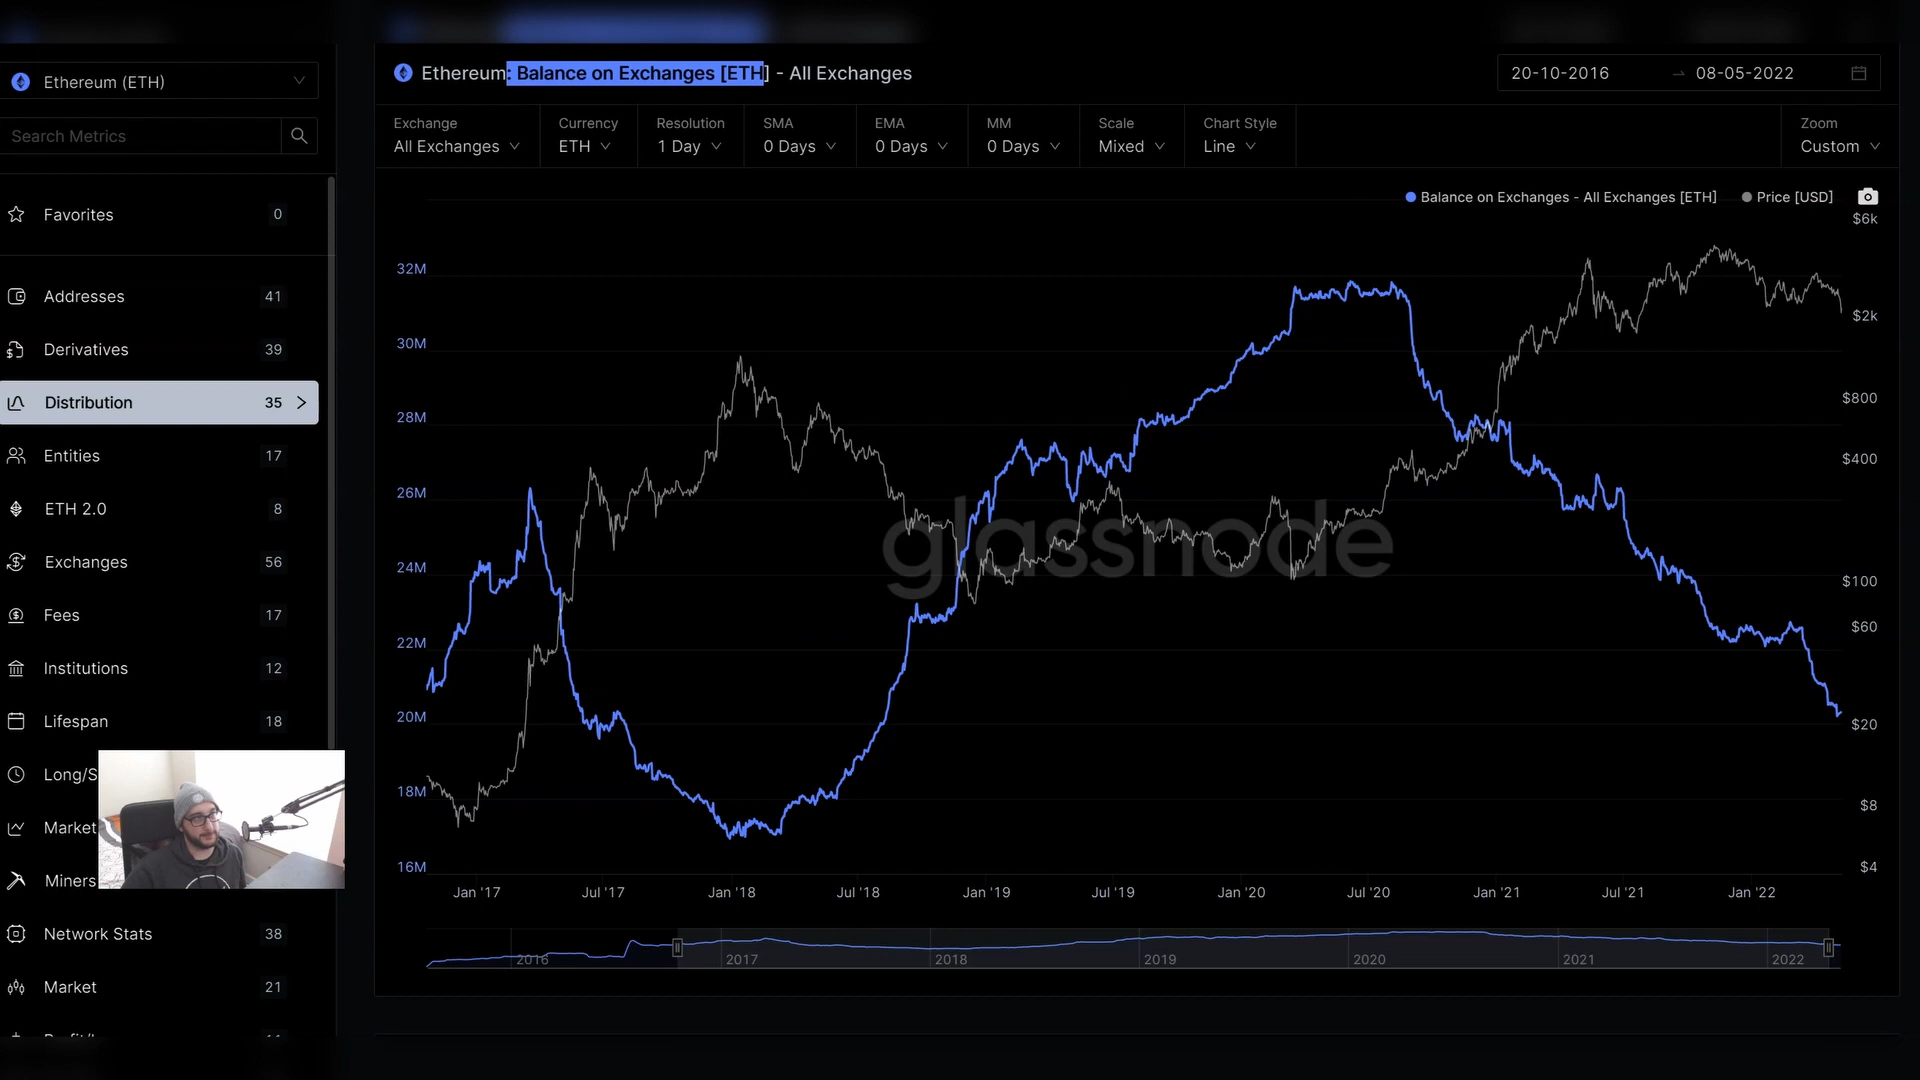 Ethereum (ETH)
Search Metrics
Favorites 0
Addresses 41
Derivatives 39
Distribution 35
Entities 17
ETH 2.0 8
Exchanges 56
Fees 17
Institutions 12
Lifespan 18
Long/S
Market
Miners
Network Stats 38
Market 21
Ethereum: Balance on Exchanges [ETH] - All Exchanges
20-10-2016 → 08-05-2022
Exchange Currency Resolution SMA EMA MM Scale Chart Style Zoom
All Exchanges ETH 1 Day 0 Days 0 Days 0 Days Mixed Line Custom
Balance on Exchanges - All Exchanges [ETH] Price [USD]
$6k
32M
$2k
30M
$800
28M
$400
26M
glassnode
24M
$100
22M
$60
20M
$20
18M
$8
16M
$4
Jan '17 Jul '17 Jan '18 Jul '18 Jan '19 Jul '19 Jan '20 Jul '20 Jan '21 Jul '21 Jan '22
2016 2017 2018 2019 2020 2021 2022